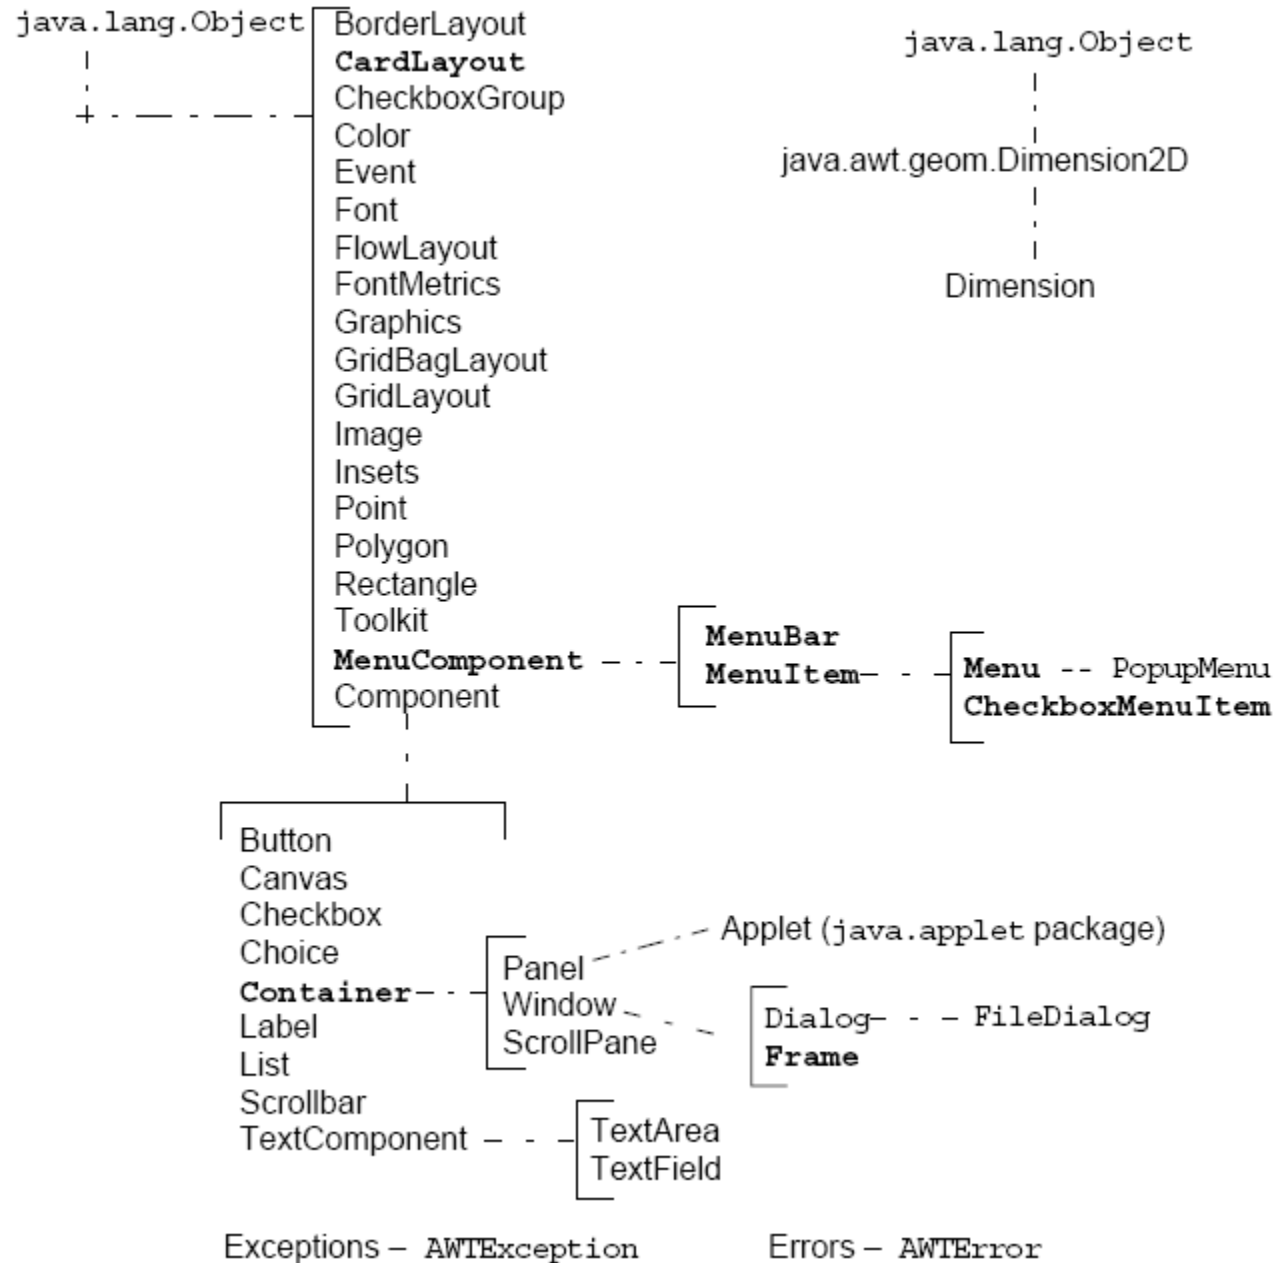 java.lang.Object
BorderLayout
CardLayout
CheckboxGroup
Color
Event
Font
FlowLayout
FontMetrics
Graphics
GridBagLayout
GridLayout
Image
Insets
Point
Polygon
Rectangle
Toolkit
MenuComponent
Component
java.lang.Object
java.awt.geom.Dimension2D
Dimension
MenuBar
MenuItem
Menu -- PopupMenu
CheckboxMenuItem
Button
Canvas
Checkbox
Choice
Container
Label
List
Scrollbar
TextComponent
Panel
Window
ScrollPane
Applet (java.applet package)
Dialog
Frame
FileDialog
TextArea
TextField
Exceptions – AWTException
Errors – AWTError